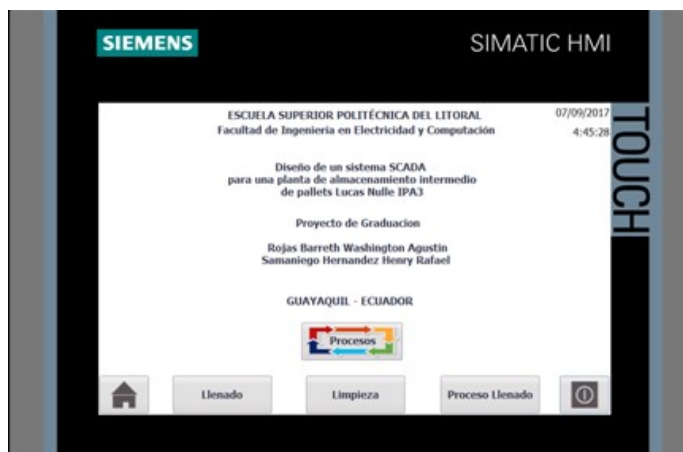 SIEMENS
SIMATIC HMI
TOUCH
ESCUELA SUPERIOR POLITÉCNICA DEL LITORAL
Facultad de Ingenieria en Electricidad y Computación
07/09/2017
4:45:28
Diseño de un sistema SCADA
para una planta de almacenamiento intermedio
de pallets Lucas Nulle IPA3
Proyecto de Graduacion
Rojas Barreth Washington Agustin
Samaniego Hernandez Henry Rafael
GUAYAQUIL - ECUADOR
Procesos
Llenado
Limpieza
Proceso Llenado